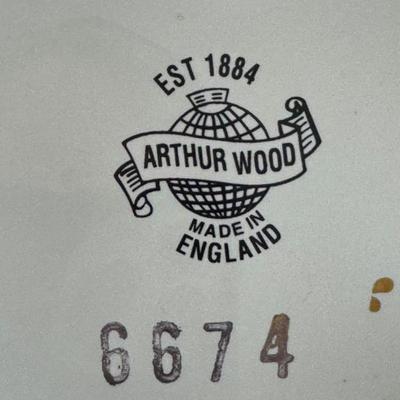 EST 1884
ARTHUR WOOD
MADE IN
ENGLAND
6674